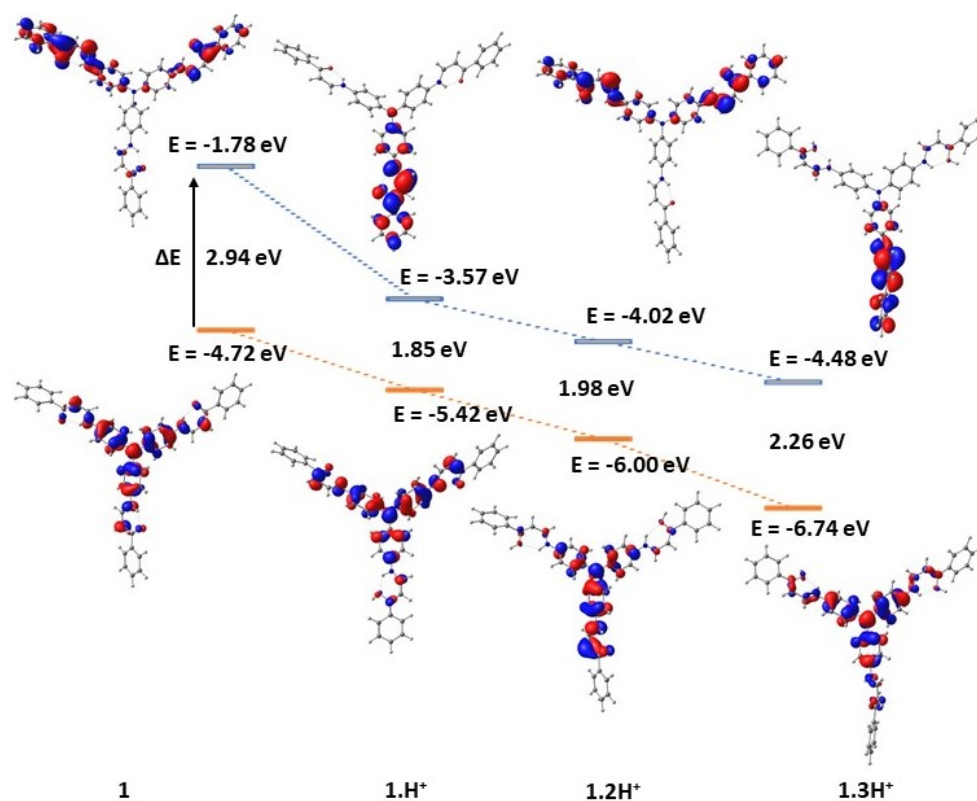 E = -1.78 eV
ΔE
2.94 eV
E = -3.57 eV
E = -4.02 eV
E = -4.72 eV
1.85 eV
E = -4.48 eV
1.98 eV
E = -5.42 eV
2.26 eV
E = -6.00 eV
E = -6.74 eV
1
1.H⁺
1.2H⁺
1.3H⁺